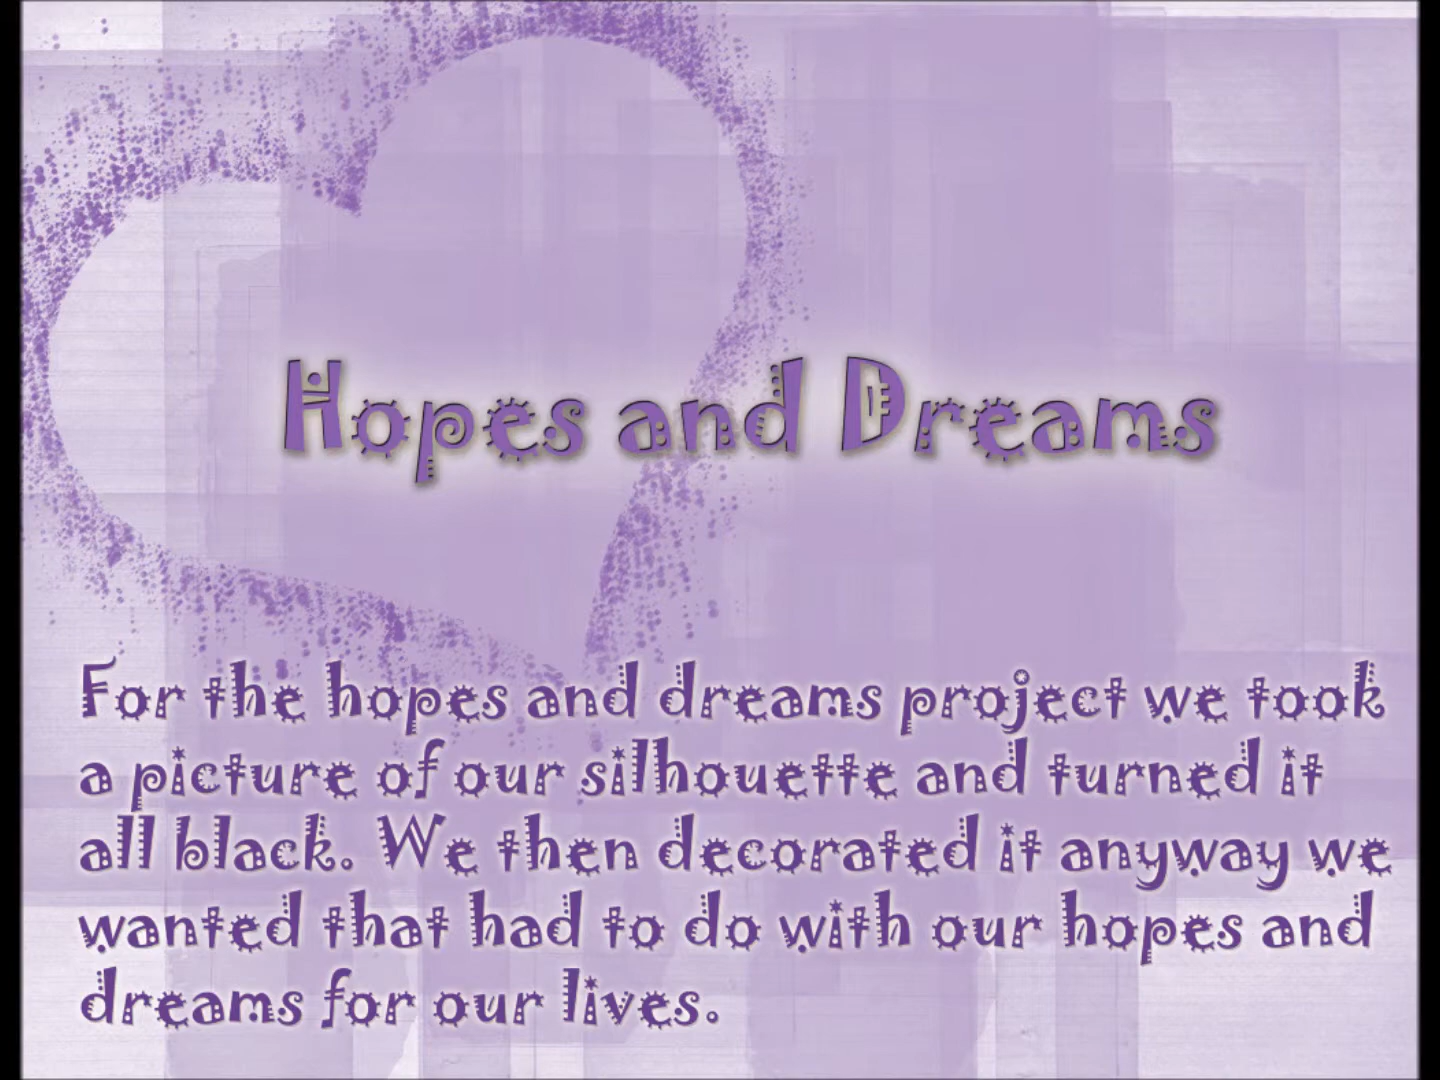 Hopes and Dreams
For the hopes and dreams project we took
a picture of our silhouette and turned it
all black. We then decorated it anyway we
wanted that had to do with our hopes and
dreams for our lives.